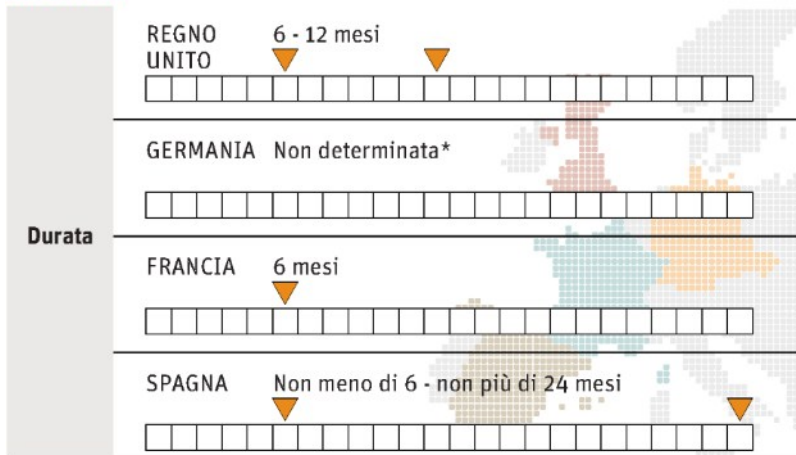 REGNO UNITO
6 - 12 mesi
GERMANIA Non determinata*
Durata
FRANCIA 6 mesi
SPAGNA Non meno di 6 - non più di 24 mesi